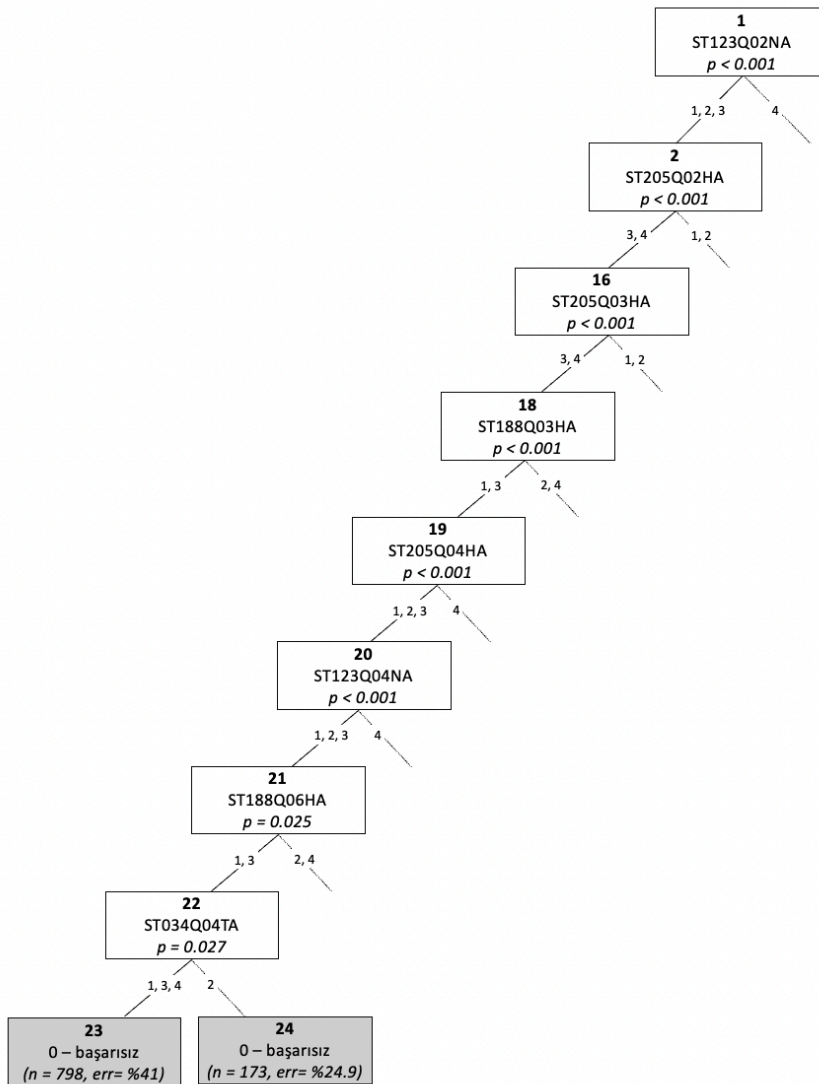 1
ST123Q02NA
p < 0.001
1, 2, 3
4
2
ST205Q02HA
p < 0.001
3, 4
1, 2
16
ST205Q03HA
p < 0.001
3, 4
1, 2
18
ST188Q03HA
p < 0.001
1, 3
2, 4
19
ST205Q04HA
p < 0.001
1, 2, 3
4
20
ST123Q04NA
p < 0.001
1, 2, 3
4
21
ST188Q06HA
p = 0.025
1, 3
2, 4
22
ST034Q04TA
p = 0.027
1, 3, 4
2
23
0 – başarısız
(n = 798, err= %41)
24
0 – başarısız
(n = 173, err= %24.9)